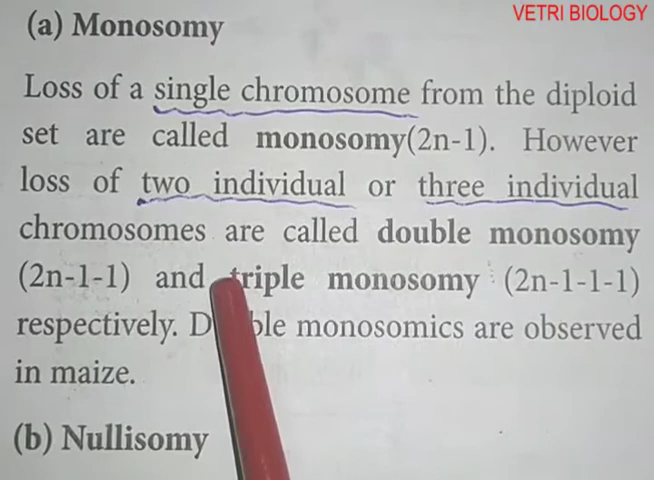 VETRI BIOLOGY
(a) Monosomy
Loss of a single chromosome from the diploid
set are called monosomy(2n-1). However
loss of two individual or three individual
chromosomes are called double monosomy
(2n-1-1) and triple monosomy (2n-1-1-1)
respectively. Double monosomics are observed
in maize.
(b) Nullisomy